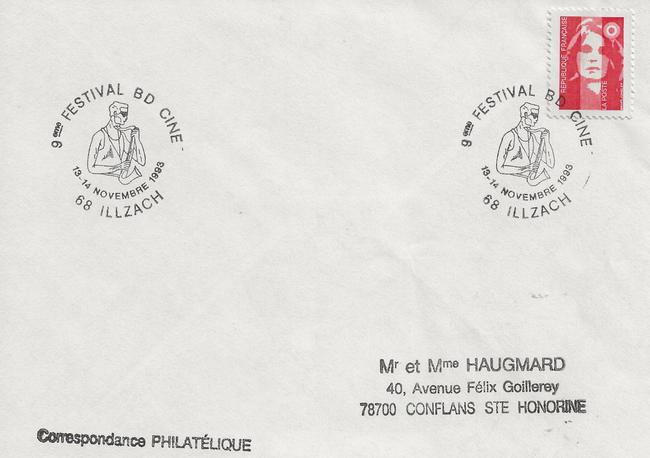 9ème FESTIVAL BD CINE-
13-14 NOVEMBRE 1993
68 ILLZACH
9ème FESTIVAL BD CINE-
13-14 NOVEMBRE 1993
68 ILLZACH
REPUBLIQUE FRANÇAISE
LA POSTE
Mr et Mme HAUGMARD
40, Avenue Félix Goillerey
78700 CONFLANS STE HONORINE
Correspondance PHILATÉLIQUE